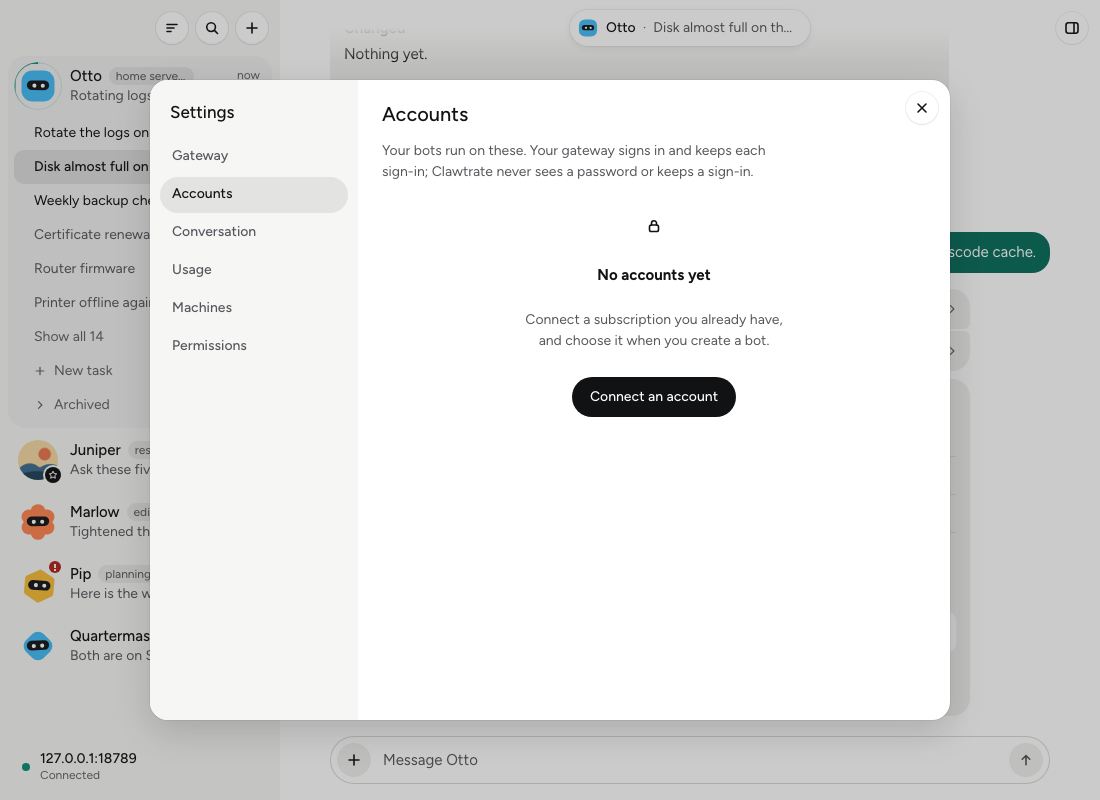 Otto · Disk almost full on th...
Nothing yet.
Otto home serve... now
Rotating logs
Rotate the logs on
Disk almost full on
Weekly backup che
Certificate renewa
Router firmware
Printer offline again
Show all 14
New task
Archived
Juniper res
Ask these fiv
Marlow edi
Tightened th
Pip planning
Here is the w
Quartermas
Both are on S
127.0.0.1:18789
Connected
Settings
Gateway
Accounts
Conversation
Usage
Machines
Permissions
Accounts
Your bots run on these. Your gateway signs in and keeps each
sign-in; Clawtrate never sees a password or keeps a sign-in.
No accounts yet
Connect a subscription you already have,
and choose it when you create a bot.
Connect an account
scode cache.
Message Otto